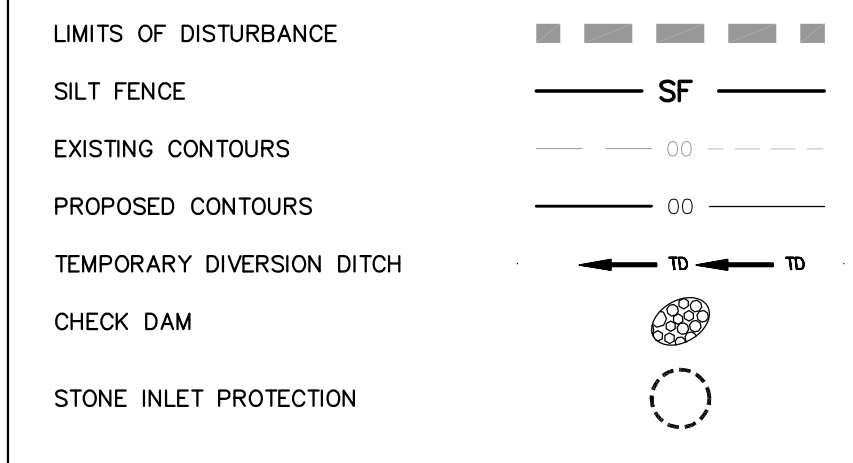 LIMITS OF DISTURBANCE
SILT FENCE SF
EXISTING CONTOURS 00
PROPOSED CONTOURS 00
TEMPORARY DIVERSION DITCH TD TD
CHECK DAM
STONE INLET PROTECTION